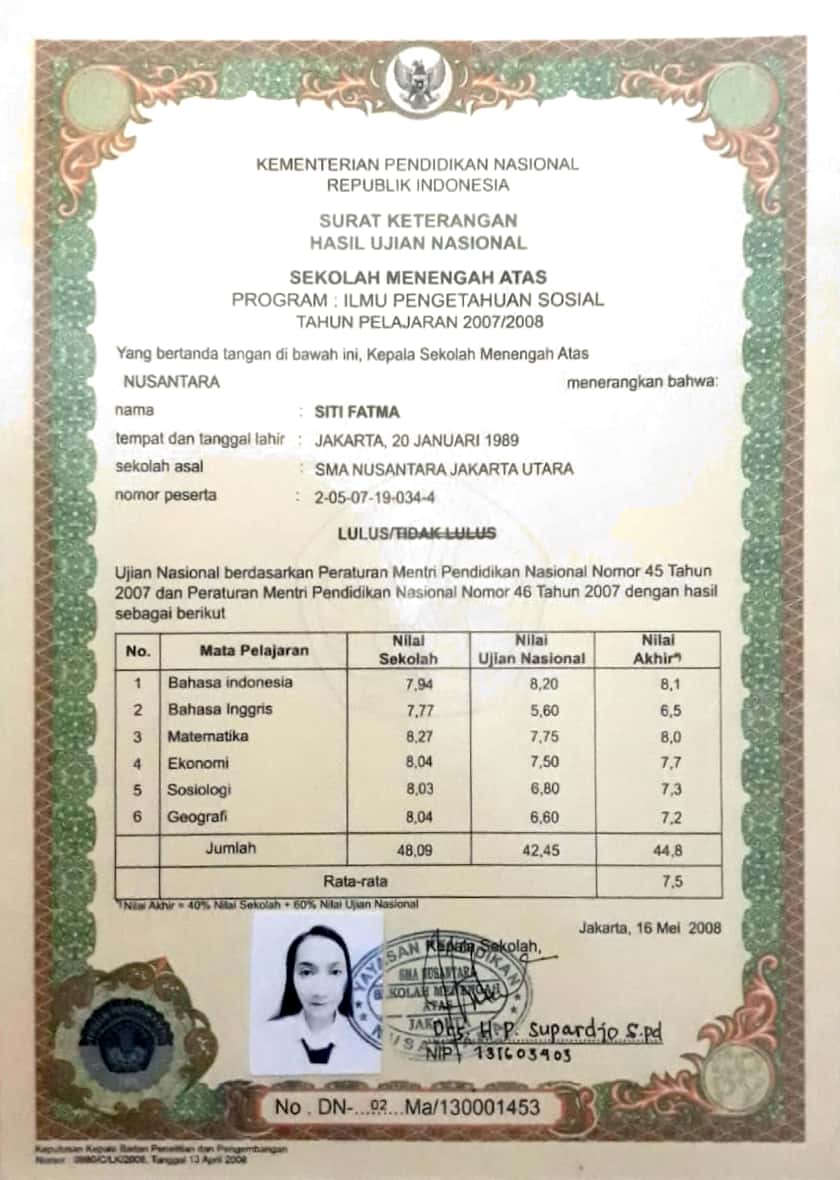 KEMENTERIAN PENDIDIKAN NASIONAL
REPUBLIK INDONESIA
SURAT KETERANGAN
HASIL UJIAN NASIONAL
SEKOLAH MENENGAH ATAS
PROGRAM : ILMU PENGETAHUAN SOSIAL
TAHUN PELAJARAN 2007/2008
Yang bertanda tangan di bawah ini, Kepala Sekolah Menengah Atas
NUSANTARA menerangkan bahwa:
nama : SITI FATMA
tempat dan tanggal lahir : JAKARTA, 20 JANUARI 1989
sekolah asal : SMA NUSANTARA JAKARTA UTARA
nomor peserta : 2-05-07-19-034-4
LULUS/TIDAK LULUS
Ujian Nasional berdasarkan Peraturan Mentri Pendidikan Nasional Nomor 45 Tahun
2007 dan Peraturan Mentri Pendidikan Nasional Nomor 46 Tahun 2007 dengan hasil
sebagai berikut
No. Mata Pelajaran Nilai Sekolah Nilai Ujian Nasional Nilai Akhir*)
1 Bahasa indonesia 7,94 8,20 8,1
2 Bahasa Inggris 7,77 5,60 6,5
3 Matematika 8,27 7,75 8,0
4 Ekonomi 8,04 7,50 7,7
5 Sosiologi 8,03 6,80 7,3
6 Geografi 8,04 6,60 7,2
Jumlah 48,09 42,45 44,8
Rata-rata 7,5
*)Nilai Akhir = 40% Nilai Sekolah + 60% Nilai Ujian Nasional
Jakarta, 16 Mei 2008
Kepala Sekolah,
YAYASAN PENDIDIKAN
SMA NUSANTARA
SEKOLAH MENENGAH
ATAS
Drs. H.P. Supardjo S.pd
NIP 131603903
No . DN-...02...Ma/130001453
Keputusan Kepala Badan Penelitian dan Pengembangan
Nomor : 0880/C/LK/2008, Tanggal 13 April 2008